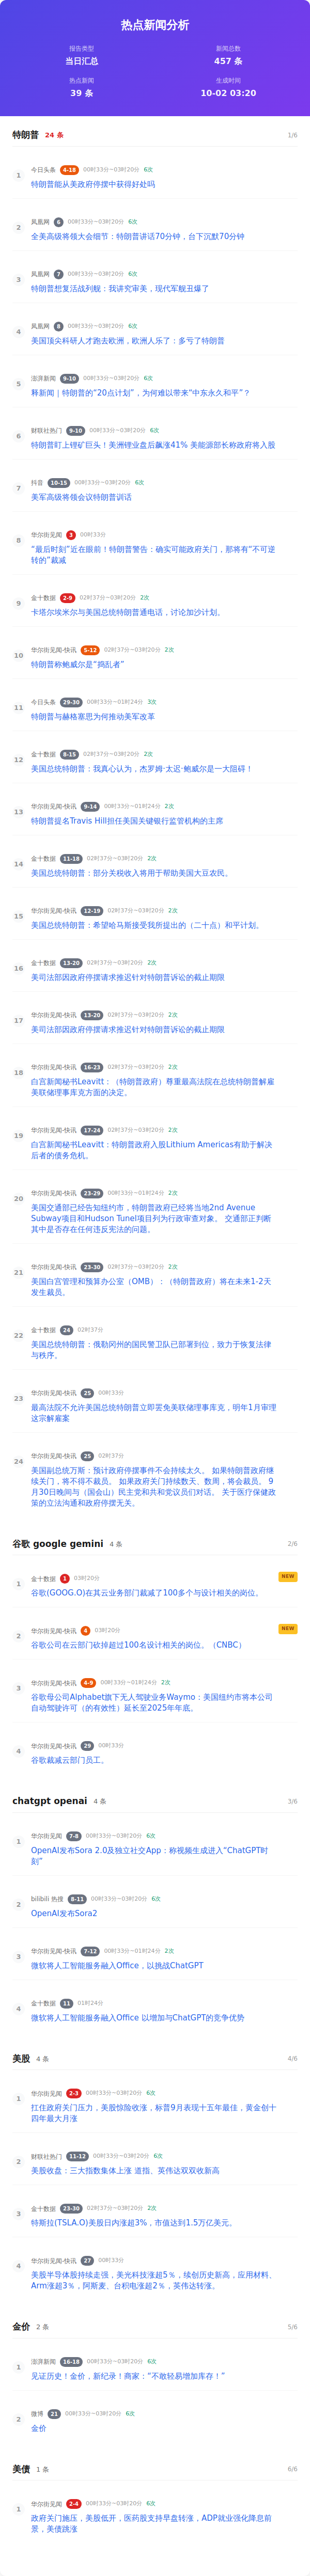 热点新闻分析
报告类型
当日汇总
新闻总数
457 条
热点新闻
39 条
生成时间
10-02 03:20
特朗普 24 条 1/6
1
今日头条 4-18 00时33分~03时20分 6次
特朗普能从美政府停摆中获得好处吗
2
凤凰网 6 00时33分~03时20分 6次
全美高级将领大会细节：特朗普讲话70分钟，台下沉默70分钟
3
凤凰网 7 00时33分~03时20分 6次
特朗普想复活战列舰：我讲究审美，现代军舰丑爆了
4
凤凰网 8 00时33分~03时20分 6次
美国顶尖科研人才跑去欧洲，欧洲人乐了：多亏了特朗普
5
澎湃新闻 9-10 00时33分~03时20分 6次
释新闻｜特朗普的“20点计划”，为何难以带来“中东永久和平”？
6
财联社热门 9-10 00时33分~03时20分 6次
特朗普盯上锂矿巨头！美洲锂业盘后飙涨41% 美能源部长称政府将入股
7
抖音 10-15 00时33分~03时20分 6次
美军高级将领会议特朗普训话
8
华尔街见闻 3 00时33分
“最后时刻”近在眼前！特朗普警告：确实可能政府关门，那将有“不可逆
转的”裁减
9
金十数据 2-9 02时37分~03时20分 2次
卡塔尔埃米尔与美国总统特朗普通电话，讨论加沙计划。
10
华尔街见闻-快讯 5-12 02时37分~03时20分 2次
特朗普称鲍威尔是“捣乱者”
11
今日头条 29-30 00时33分~01时24分 3次
特朗普与赫格塞思为何推动美军改革
12
金十数据 8-15 02时37分~03时20分 2次
美国总统特朗普：我真心认为，杰罗姆·太迟·鲍威尔是一大阻碍！
13
华尔街见闻-快讯 9-14 00时33分~01时24分 2次
特朗普提名Travis Hill担任美国关键银行监管机构的主席
14
金十数据 11-18 02时37分~03时20分 2次
美国总统特朗普：部分关税收入将用于帮助美国大豆农民。
15
华尔街见闻-快讯 12-19 02时37分~03时20分 2次
美国总统特朗普：希望哈马斯接受我所提出的（二十点）和平计划。
16
金十数据 13-20 02时37分~03时20分 2次
美司法部因政府停摆请求推迟针对特朗普诉讼的截止期限
17
华尔街见闻-快讯 13-20 02时37分~03时20分 2次
美司法部因政府停摆请求推迟针对特朗普诉讼的截止期限
18
华尔街见闻-快讯 16-23 02时37分~03时20分 2次
白宫新闻秘书Leavitt：（特朗普政府）尊重最高法院在总统特朗普解雇
美联储理事库克方面的决定。
19
华尔街见闻-快讯 17-24 02时37分~03时20分 2次
白宫新闻秘书Leavitt：特朗普政府入股Lithium Americas有助于解决
后者的债务危机。
20
华尔街见闻-快讯 23-29 00时33分~01时24分 2次
美国交通部已经告知纽约市，特朗普政府已经将当地2nd Avenue
Subway项目和Hudson Tunel项目列为行政审查对象。 交通部正判断
其中是否存在任何违反宪法的问题。
21
华尔街见闻-快讯 23-30 02时37分~03时20分 2次
美国白宫管理和预算办公室（OMB）：（特朗普政府）将在未来1-2天
发生裁员。
22
金十数据 24 02时37分
美国总统特朗普：俄勒冈州的国民警卫队已部署到位，致力于恢复法律
与秩序。
23
华尔街见闻-快讯 25 00时33分
最高法院不允许美国总统特朗普立即罢免美联储理事库克，明年1月审理
这宗解雇案
24
华尔街见闻-快讯 25 02时37分
美国副总统万斯：预计政府停摆事件不会持续太久。 如果特朗普政府继
续关门，将不得不裁员。 如果政府关门持续数天、数周，将会裁员。 9
月30日晚间与（国会山）民主党和共和党议员们对话。 关于医疗保健政
策的立法沟通和政府停摆无关。
谷歌 google gemini 4 条 2/6
1
金十数据 1 03时20分 NEW
谷歌(GOOG.O)在其云业务部门裁减了100多个与设计相关的岗位。
2
华尔街见闻-快讯 4 03时20分 NEW
谷歌公司在云部门砍掉超过100名设计相关的岗位。（CNBC）
3
华尔街见闻-快讯 4-9 00时33分~01时24分 2次
谷歌母公司Alphabet旗下无人驾驶业务Waymo：美国纽约市将本公司
自动驾驶许可（的有效性）延长至2025年年底。
4
华尔街见闻-快讯 29 00时33分
谷歌裁减云部门员工。
chatgpt openai 4 条 3/6
1
华尔街见闻 7-8 00时33分~03时20分 6次
OpenAI发布Sora 2.0及独立社交App：称视频生成进入“ChatGPT时
刻”
2
bilibili 热搜 8-11 00时33分~03时20分 6次
OpenAI发布Sora2
3
华尔街见闻-快讯 7-12 00时33分~01时24分 2次
微软将人工智能服务融入Office，以挑战ChatGPT
4
金十数据 11 01时24分
微软将人工智能服务融入Office 以增加与ChatGPT的竞争优势
美股 4 条 4/6
1
华尔街见闻 2-3 00时33分~03时20分 6次
扛住政府关门压力，美股惊险收涨，标普9月表现十五年最佳，黄金创十
四年最大月涨
2
财联社热门 11-12 00时33分~03时20分 6次
美股收盘：三大指数集体上涨 道指、英伟达双双收新高
3
金十数据 23-30 02时37分~03时20分 2次
特斯拉(TSLA.O)美股日内涨超3%，市值达到1.5万亿美元。
4
华尔街见闻-快讯 27 00时33分
美股半导体股持续走强，美光科技涨超5％，续创历史新高，应用材料、
Arm涨超3％，阿斯麦、台积电涨超2％，英伟达转涨。
金价 2 条 5/6
1
澎湃新闻 16-18 00时33分~03时20分 6次
见证历史！金价，新纪录！商家：“不敢轻易增加库存！”
2
微博 21 00时33分~03时20分 6次
金价
美债 1 条 6/6
1
华尔街见闻 2-4 00时33分~03时20分 6次
政府关门施压，美股低开，医药股支持早盘转涨，ADP就业强化降息前
景，美债跳涨